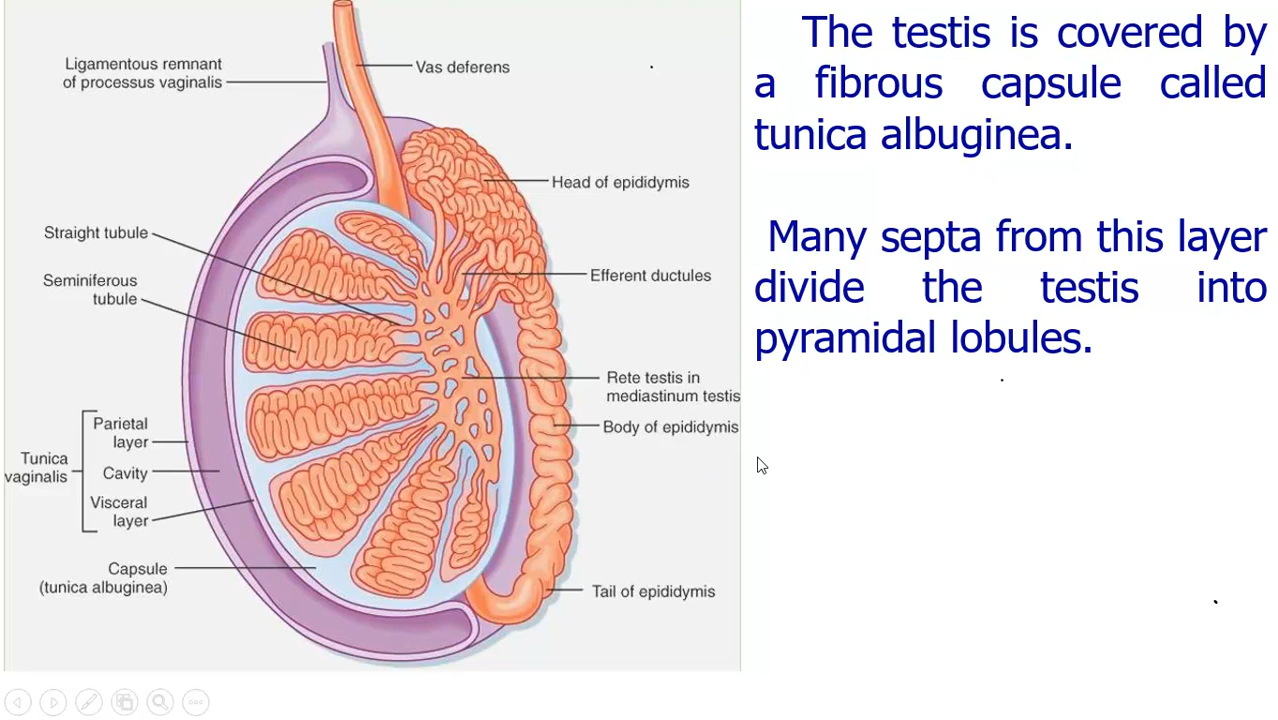 Ligamentous remnant
of processus vaginalis
Vas deferens
Head of epididymis
Straight tubule
Seminiferous
tubule
Efferent ductules
Rete testis in
mediastinum testis
Body of epididymis
Parietal
layer
Tunica
vaginalis
Cavity
Visceral
layer
Capsule
(tunica albuginea)
Tail of epididymis
The testis is covered by
a fibrous capsule called
tunica albuginea.
Many septa from this layer
divide the testis into
pyramidal lobules.